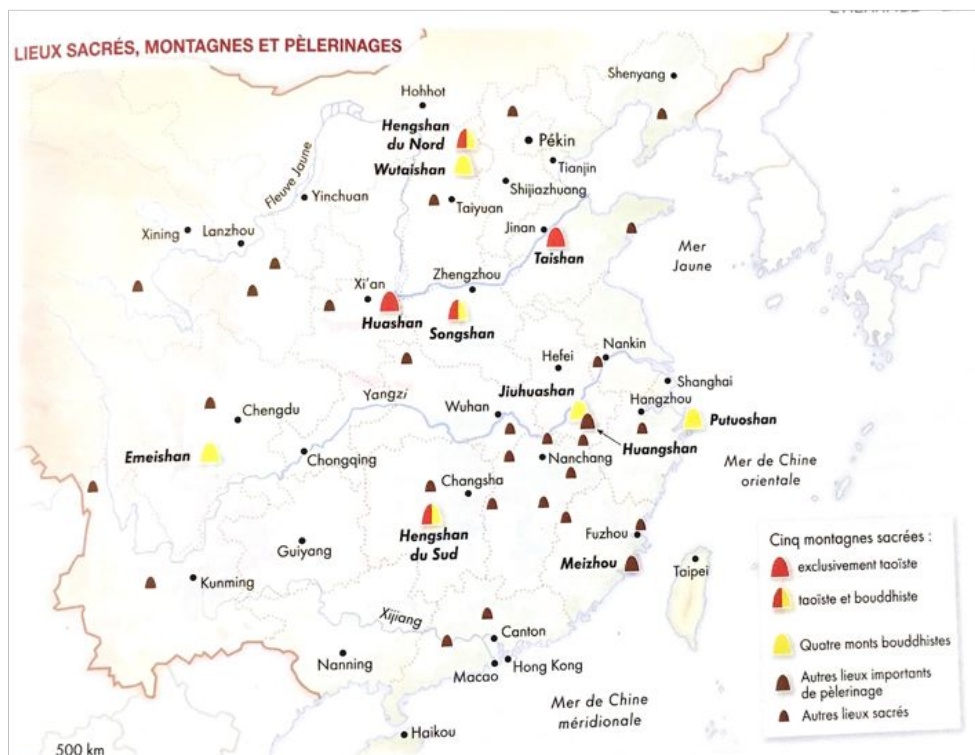 LIEUX SACRÉS, MONTAGNES ET PÈLERINAGES
Shenyang
Hohhot
Hengshan
du Nord
Pékin
Wutaishan
Tianjin
Fleuve Jaune
Shijiazhuang
Yinchuan
Taiyuan
Xining
Lanzhou
Jinan
Taishan
Mer
Jaune
Zhengzhou
Xi'an
Huashan
Songshan
Nankin
Hefei
Jiuhuashan
Shanghai
Yangzi
Hangzhou
Chengdu
Wuhan
Putuoshan
Emeishan
Chongqing
Huangshan
Nanchang
Mer de Chine
orientale
Changsha
Hengshan
du Sud
Fuzhou
Guiyang
Meizhou
Taipei
Kunming
Xijiang
Canton
Nanning
Macao
Hong Kong
Mer de Chine
méridionale
Haikou
500 km
Cinq montagnes sacrées :
exclusivement taoïste
taoïste et bouddhiste
Quatre monts bouddhistes
Autres lieux importants
de pèlerinage
Autres lieux sacrés